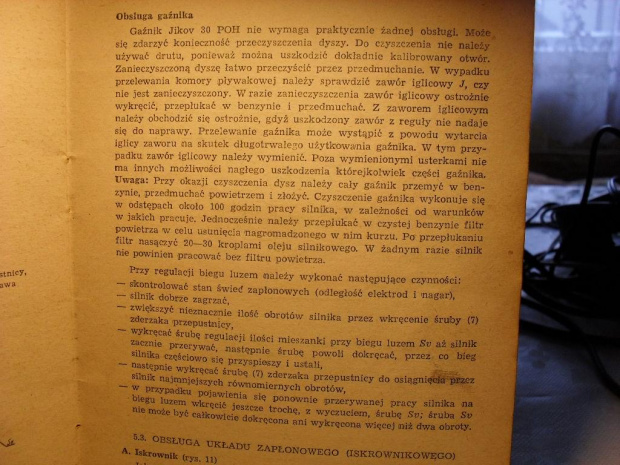 Obsługa gaźnika
Gaźnik Jikov 30 POH nie wymaga praktycznie żadnej obsługi. Może
się zdarzyć konieczność przeczyszczenia dyszy. Do czyszczenia nie należy
używać drutu, ponieważ można uszkodzić dokładnie kalibrowany otwór.
Zanieczyszczoną dyszę łatwo przeczyścić przez przedmuchanie. W wypadku
przelewania komory pływakowej należy sprawdzić zawór iglicowy J, czy
nie jest zanieczyszczony. W razie zanieczyszczenia zawór iglicowy ostrożnie
wykręcić, przepłukać w benzynie i przedmuchać. Z zaworem iglicowym
należy obchodzić się ostrożnie, gdyż uszkodzony zawór z reguły nie nadaje
się do naprawy. Przelewanie gaźnika może wystąpić z powodu wytarcia
iglicy zaworu na skutek długotrwałego użytkowania gaźnika. W tym przy-
padku zawór iglicowy należy wymienić. Poza wymienionymi usterkami nie
ma innych możliwości nagłego uszkodzenia którejkolwiek części gaźnika.
Uwaga: Przy okazji czyszczenia dysz należy cały gaźnik przemyć w ben-
zynie, przedmuchać powietrzem i złożyć. Czyszczenie gaźnika wykonuje się
w odstępach około 100 godzin pracy silnika, w zależności od warunków
w jakich pracuje. Jednocześnie należy przepłukać w czystej benzynie filtr
powietrza w celu usunięcia nagromadzonego w nim kurzu. Po przepłukaniu
filtr nasączyć 20—30 kroplami oleju silnikowego. W żadnym razie silnik
nie powinien pracować bez filtru powietrza.
Przy regulacji biegu luzem należy wykonać następujące czynności:
— skontrolować stan świec zapłonowych (odległość elektrod i nagar),
— silnik dobrze zagrzać,
— zwiększyć nieznacznie ilość obrotów silnika przez wkręcenie śruby (7)
zderzaka przepustnicy,
— wykręcać śrubę regulacji ilości mieszanki przy biegu luzem Sv aż silnik
zacznie przerywać, następnie śrubę powoli dokręcać, przez co bieg
silnika częściowo się przyspieszy i ustali,
— następnie wykręcać śrubę (7) zderzaka przepustnicy do osiągnięcia przez
silnik najmniejszych równomiernych obrotów,
— w przypadku pojawienia się ponownie przerywanej pracy silnika na
biegu luzem wkręcić jeszcze trochę, z wyczuciem, śrubę Sv; śruba Sv
nie może być całkowicie dokręcona ani wykręcona więcej niż dwa obroty.
5.3. OBSŁUGA UKŁADU ZAPŁONOWEGO (ISKROWNIKOWEGO)
A. Iskrownik (rys. 11)